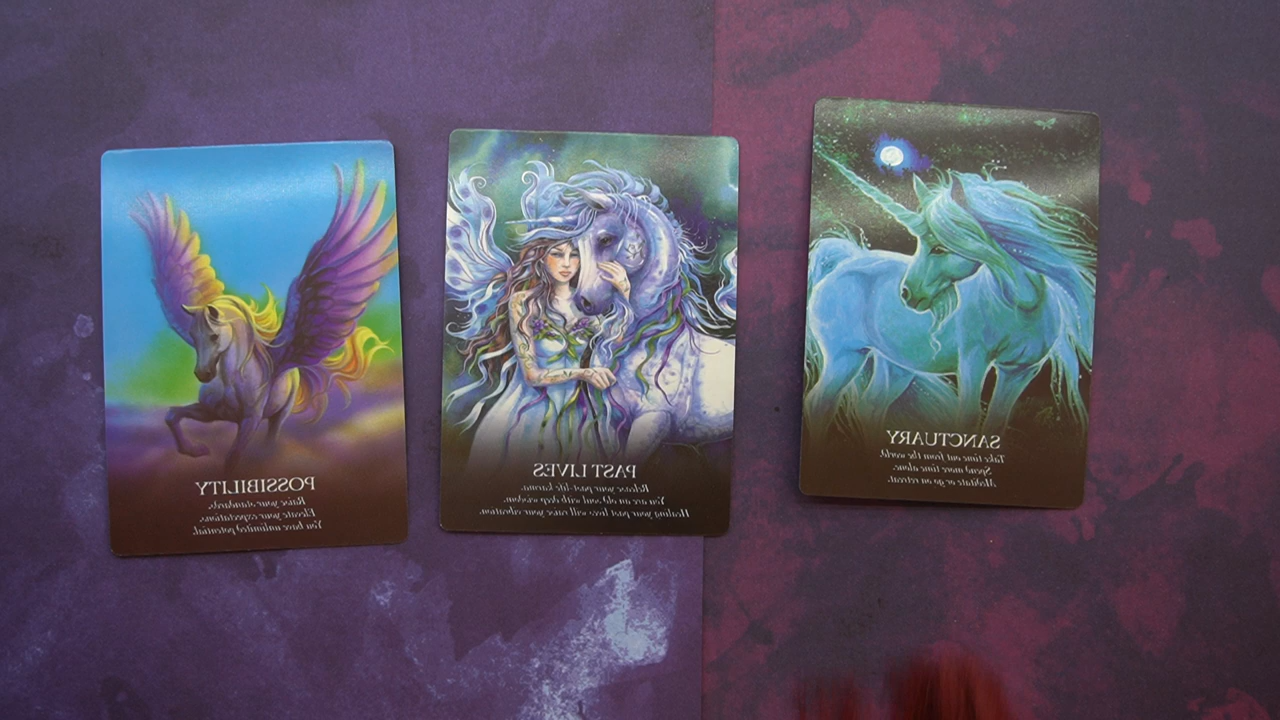 POSSIBILITY
Raise your standards.
Elevate your expectations.
You have unlimited potential.
PAST LIVES
Release your past-life karma.
You are an old soul with deep wisdom.
Healing your past lives will raise your vibration.
SANCTUARY
Take time out from the world.
Spend more time alone.
Meditate or go on retreat.